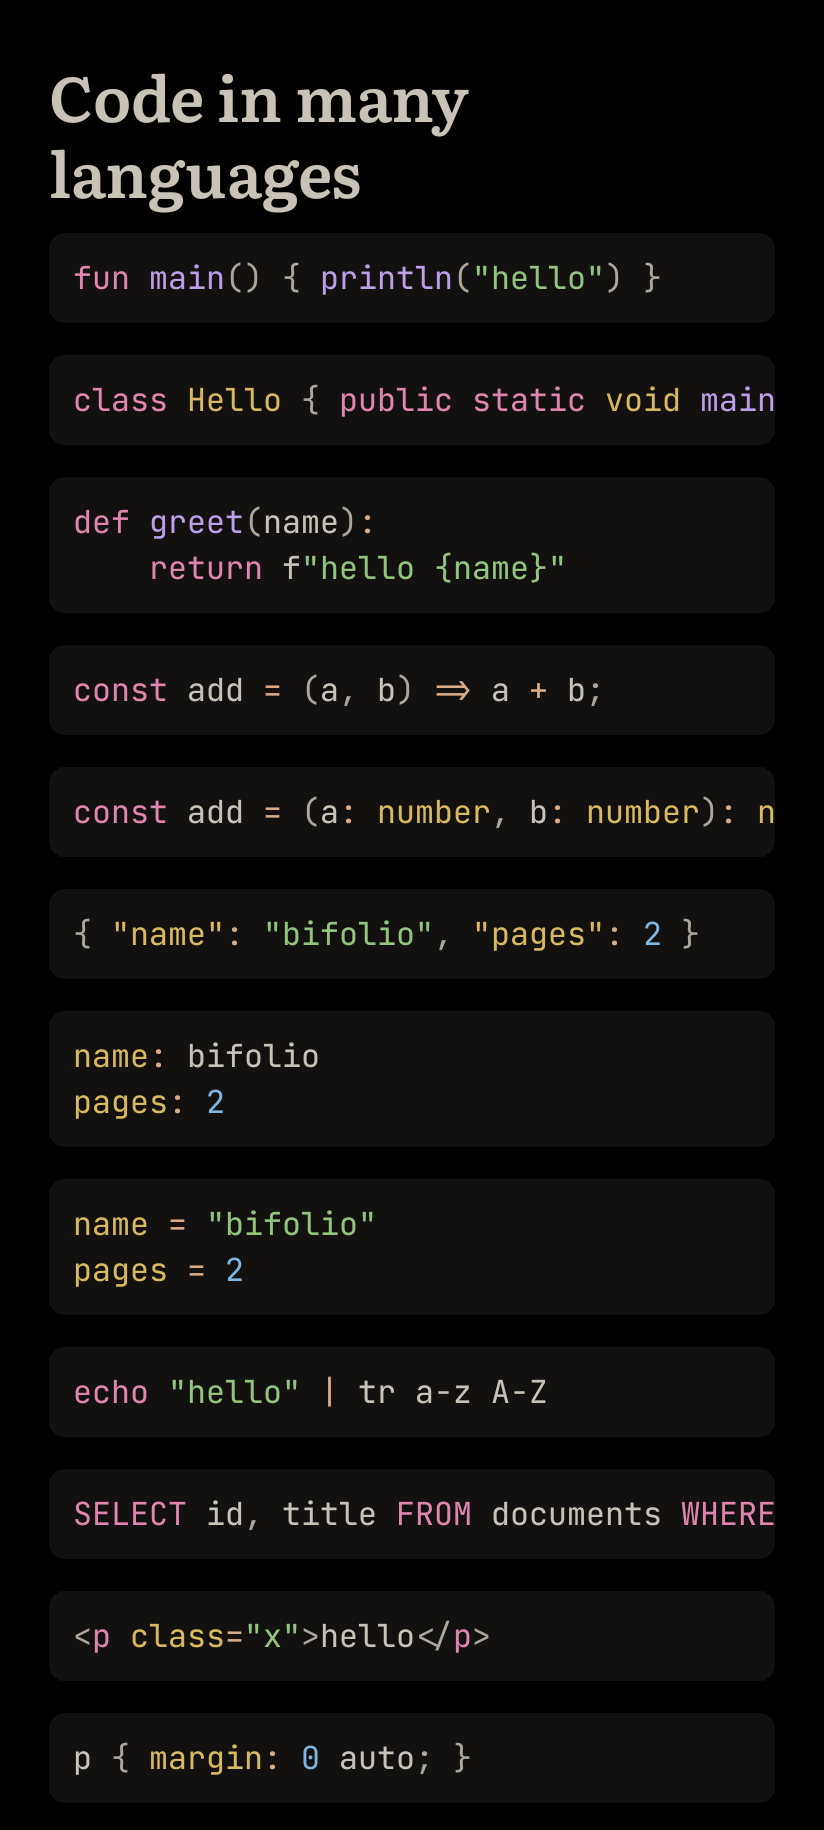 Code in many
languages
fun main() { println("hello") }
class Hello { public static void main
def greet(name):
    return f"hello {name}"
const add = (a, b) => a + b;
const add = (a: number, b: number): n
{ "name": "bifolio", "pages": 2 }
name: bifolio
pages: 2
name = "bifolio"
pages = 2
echo "hello" | tr a-z A-Z
SELECT id, title FROM documents WHERE
<p class="x">hello</p>
p { margin: 0 auto; }